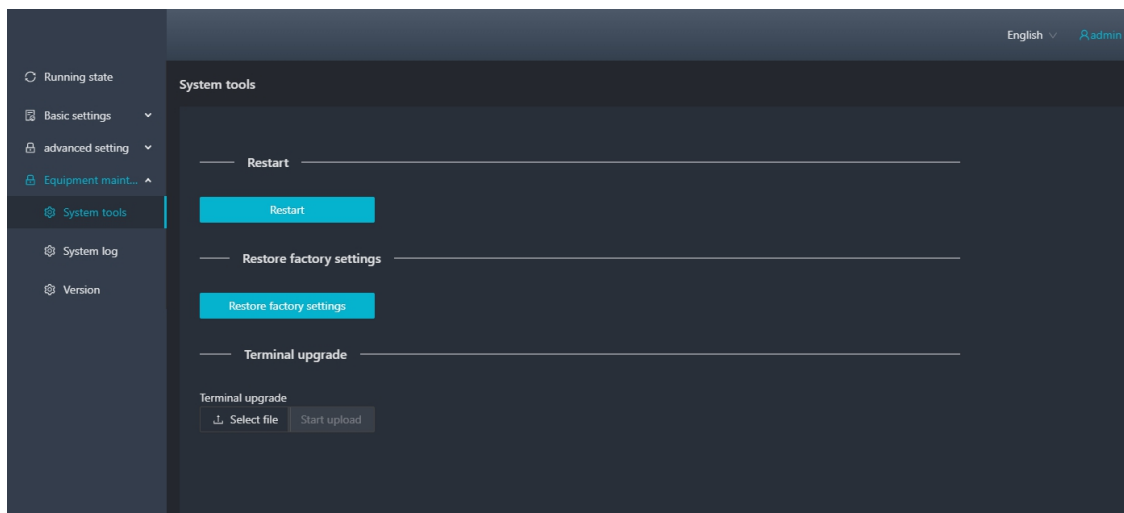 English
admin
Running state
Basic settings
advanced setting
Equipment maint...
System tools
System log
Version
System tools
Restart
Restart
Restore factory settings
Restore factory settings
Terminal upgrade
Terminal upgrade
Select file
Start upload